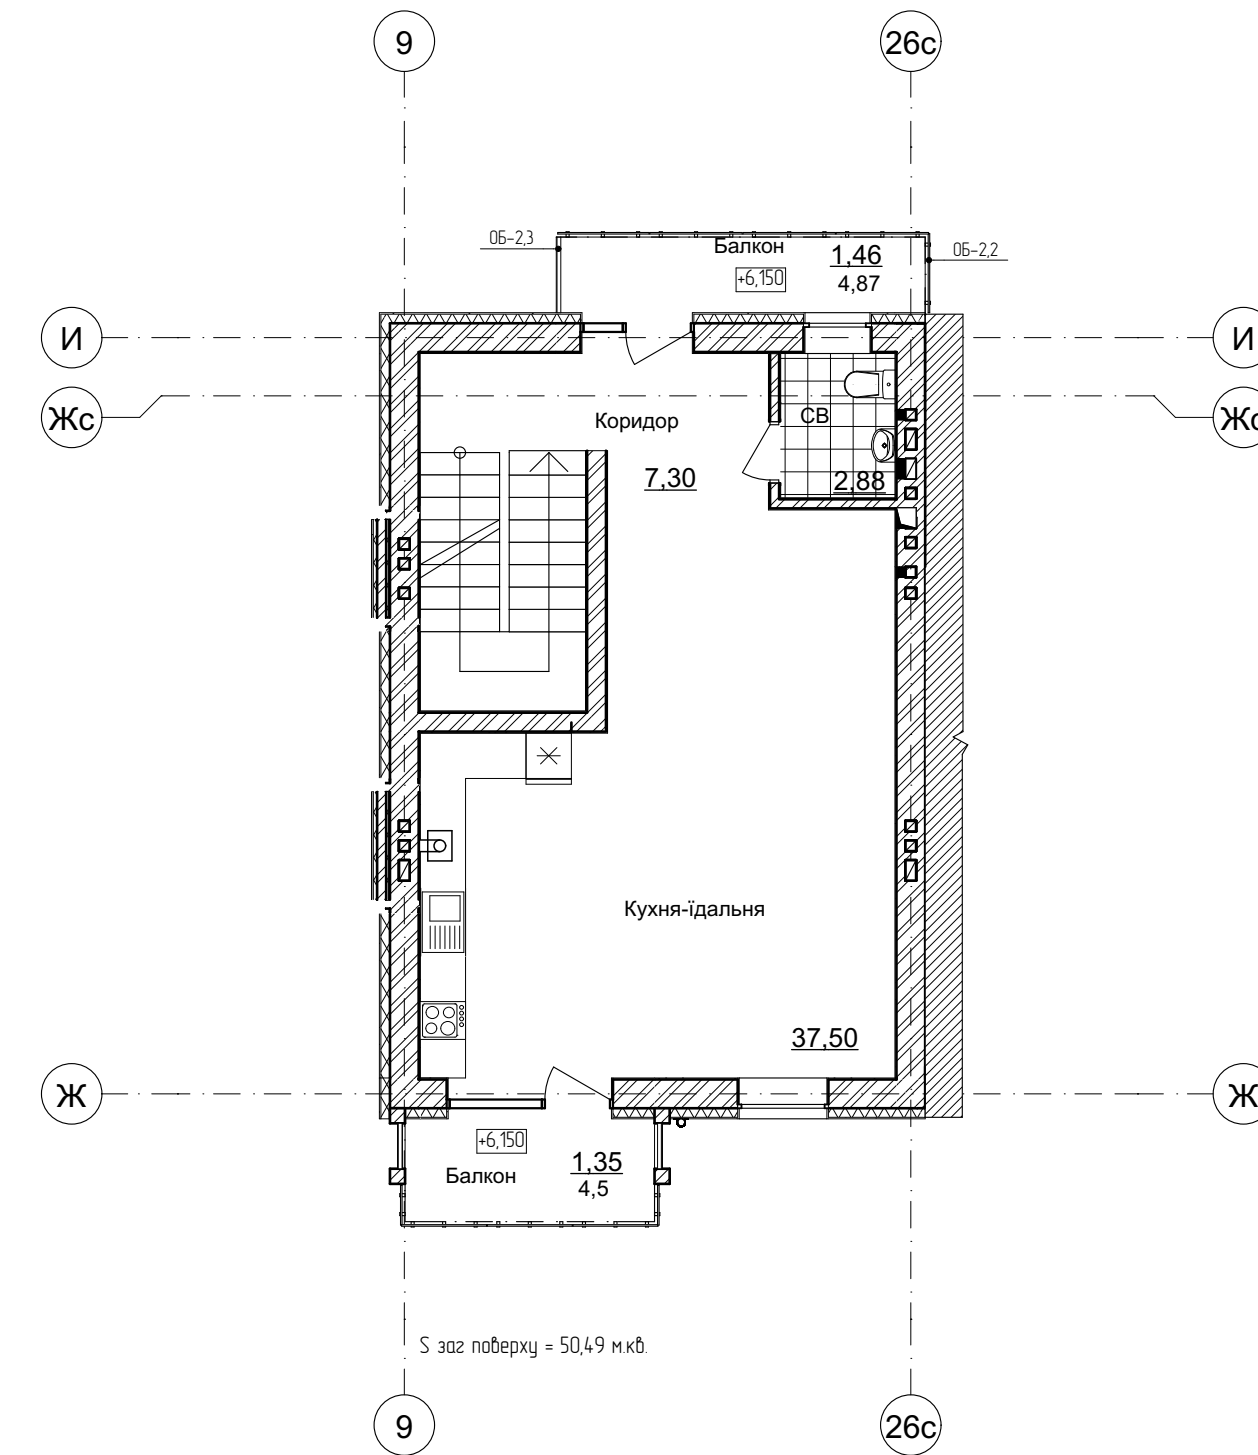 9
26с
ОБ-2,3
Балкон
1,46
ОБ-2,2
+6,150
4,87
И
И
Жс
Жс
Коридор
СВ
7,30
2,88
Кухня-їдальня
37,50
Ж
Ж
+6,150
Балкон
1,35
4,5
S заг поверху = 50,49 м.кв.
9
26с